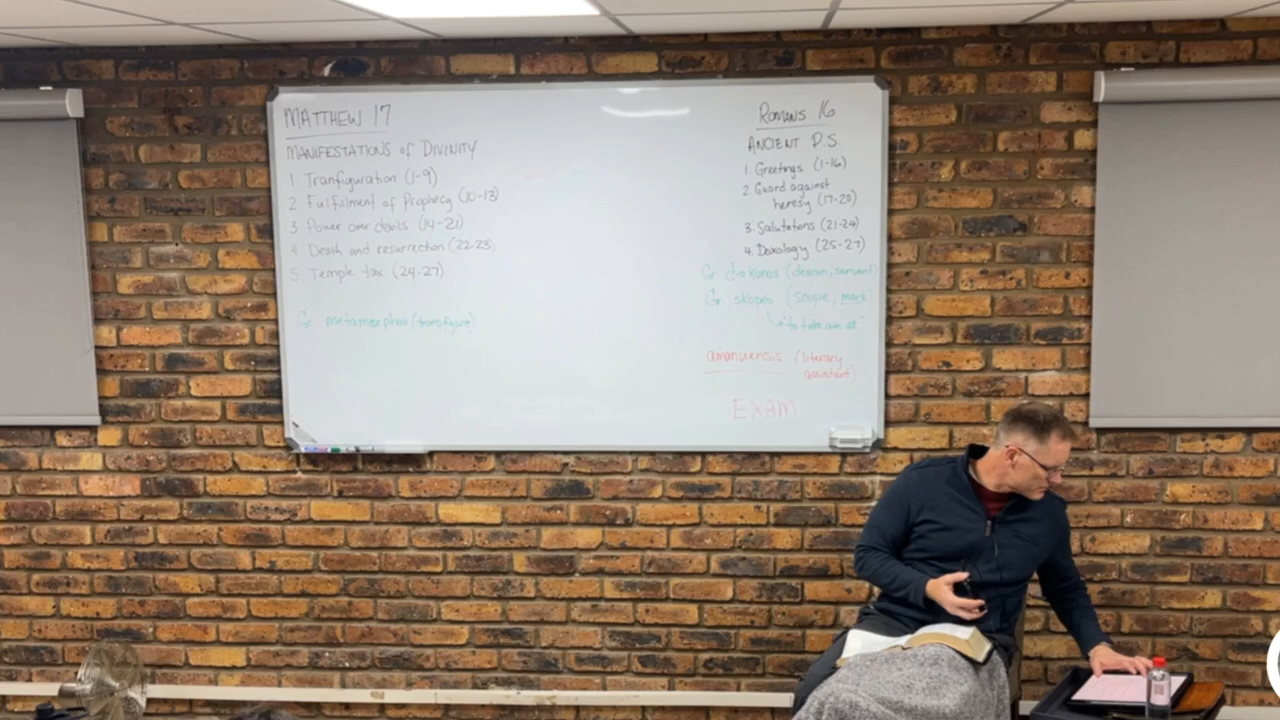 MATTHEW 17
MANIFESTATIONS of DIVINITY
1 Tranfiguration (1-9)
2 Fulfilment of Prophecy (10-13)
3 Power over devils (14-21)
4. Death and resurrection (22-23)
5. Temple tax (24-27)
Gr metamorphoo (transfigure)
ROMANS 16
ANCIENT P.S.
1. Greetings (1-16)
2. Guard against
heresy (17-20)
3. Salutations (21-24)
4. Doxology (25-27)
Gr diakonos (deacon, servant)
Gr skopeo (scope, mark)
"to take aim at"
amanuensis (literary
assistant)
EXAM